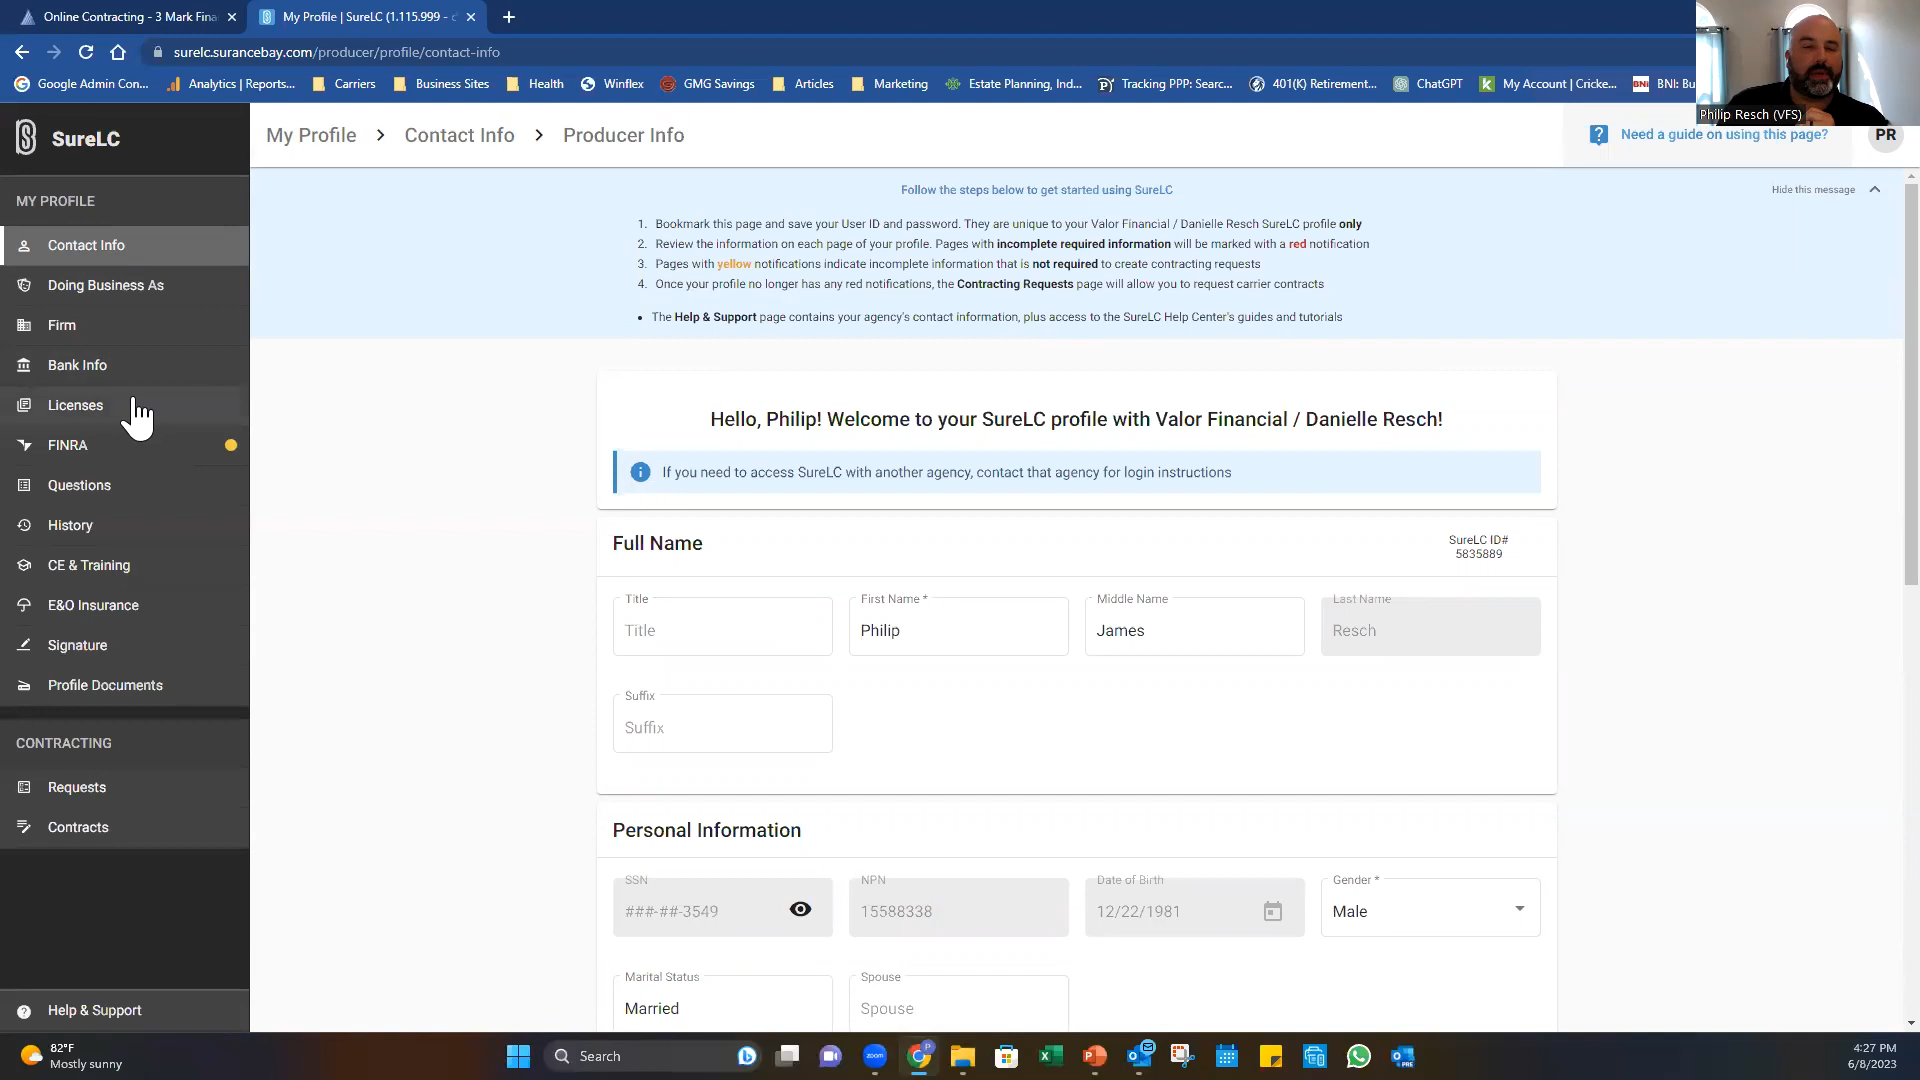 Online Contracting - 3 Mark Fina
My Profile | SureLC (1.115.999 - c
surelc.surancebay.com/producer/profile/contact-info
Google Admin Con... Analytics | Reports... Carriers Business Sites Health Winflex GMG Savings Articles Marketing Estate Planning, Ind... Tracking PPP: Searc... 401(K) Retirement... ChatGPT My Account | Cricke... BNI: Bu
Philip Resch (VFS)
SureLC
My Profile > Contact Info > Producer Info
Need a guide on using this page?
PR
MY PROFILE
Contact Info
Doing Business As
Firm
Bank Info
Licenses
FINRA
Questions
History
CE & Training
E&O Insurance
Signature
Profile Documents
CONTRACTING
Requests
Contracts
Help & Support
Follow the steps below to get started using SureLC
Hide this message
1. Bookmark this page and save your User ID and password. They are unique to your Valor Financial / Danielle Resch SureLC profile only
2. Review the information on each page of your profile. Pages with incomplete required information will be marked with a red notification
3. Pages with yellow notifications indicate incomplete information that is not required to create contracting requests
4. Once your profile no longer has any red notifications, the Contracting Requests page will allow you to request carrier contracts
• The Help & Support page contains your agency's contact information, plus access to the SureLC Help Center's guides and tutorials
Hello, Philip! Welcome to your SureLC profile with Valor Financial / Danielle Resch!
If you need to access SureLC with another agency, contact that agency for login instructions
Full Name
SureLC ID#
5835889
Title
Title
First Name *
Philip
Middle Name
James
Last Name
Resch
Suffix
Suffix
Personal Information
SSN
###-##-3549
NPN
15588338
Date of Birth
12/22/1981
Gender *
Male
Marital Status
Married
Spouse
Spouse
82°F
Mostly sunny
Search
zoom
P
PRE
4:27 PM
6/8/2023